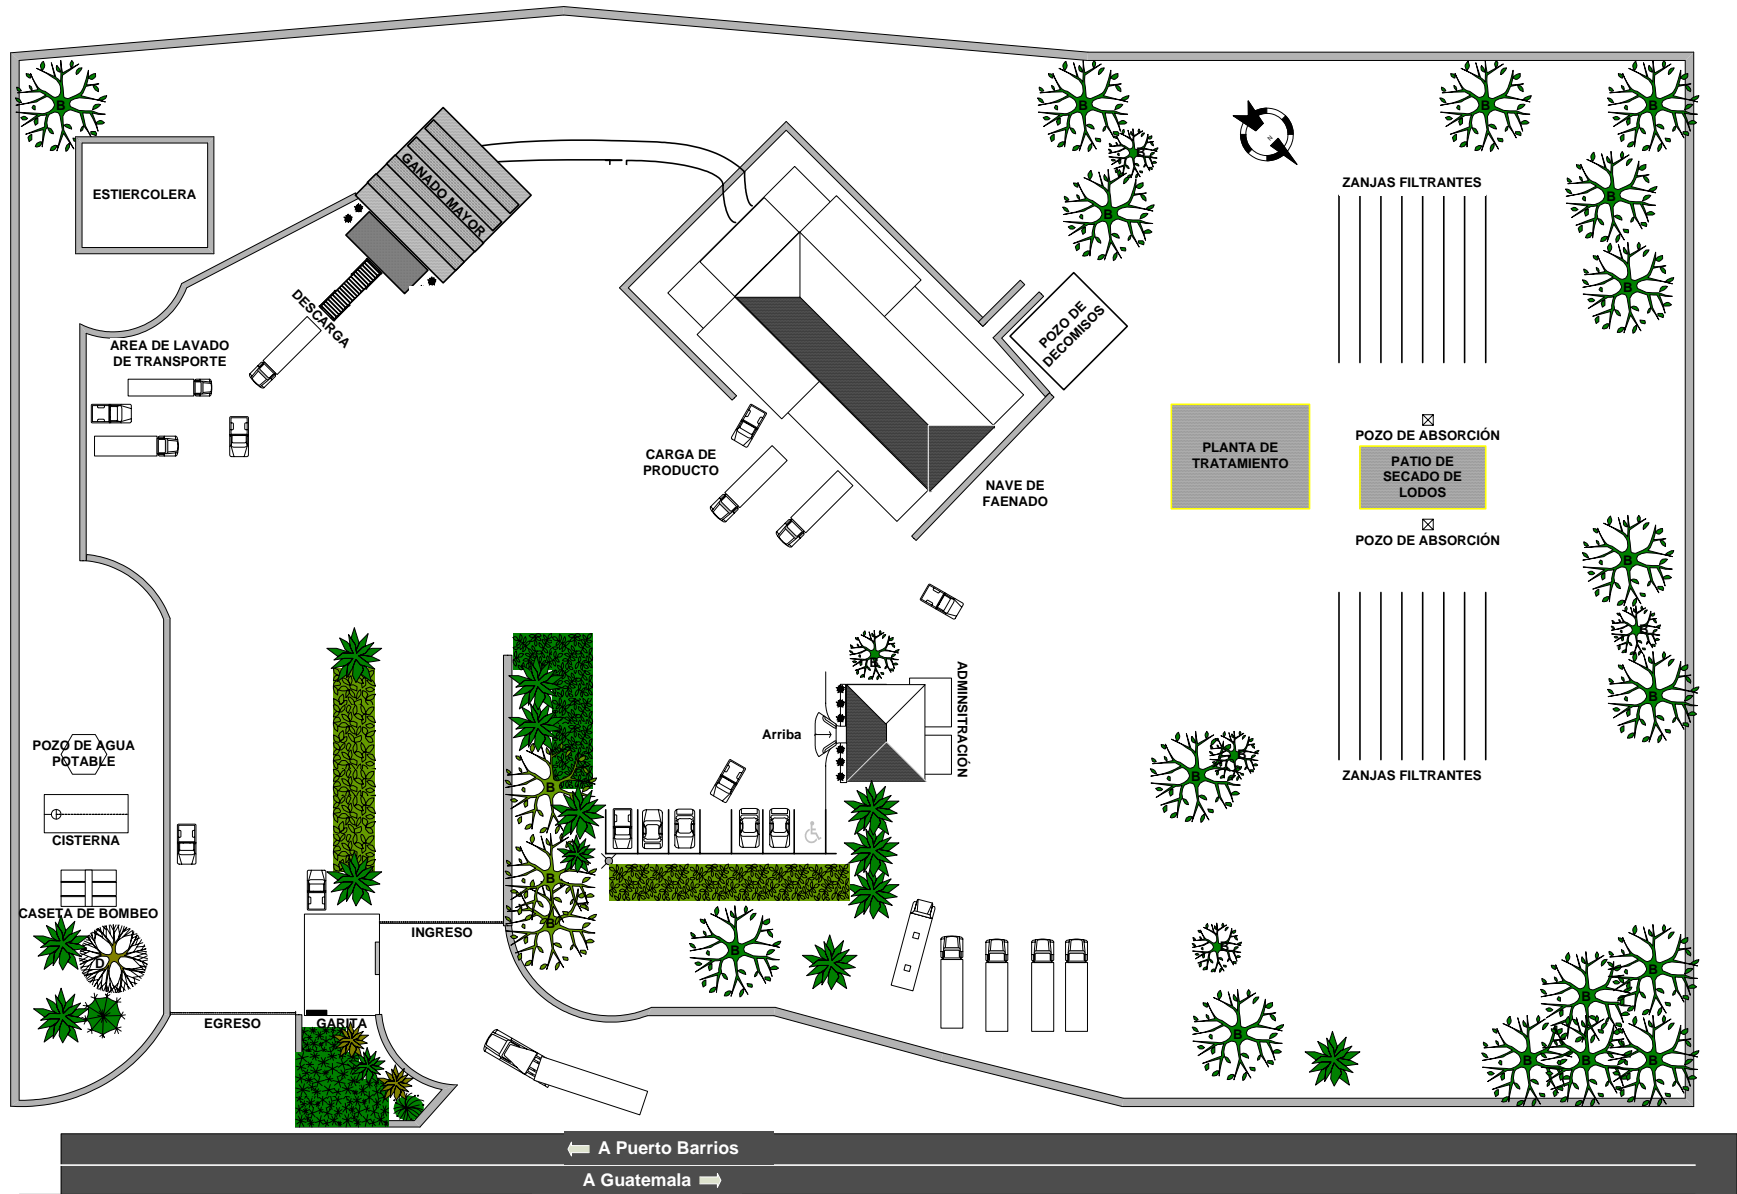 ESTIERCOLERA
GANADO MAYOR
DESCARGA
AREA DE LAVADO
DE TRANSPORTE
ZANJAS FILTRANTES
POZO DE
DECOMISOS
CARGA DE
PRODUCTO
NAVE DE
FAENADO
PLANTA DE
TRATAMIENTO
POZO DE ABSORCIÓN
PATIO DE
SECADO DE
LODOS
POZO DE ABSORCIÓN
ZANJAS FILTRANTES
ADMINSITRACIÓN
Arriba
POZO DE AGUA
POTABLE
CISTERNA
CASETA DE BOMBEO
INGRESO
EGRESO
GARITA
A Puerto Barrios
A Guatemala